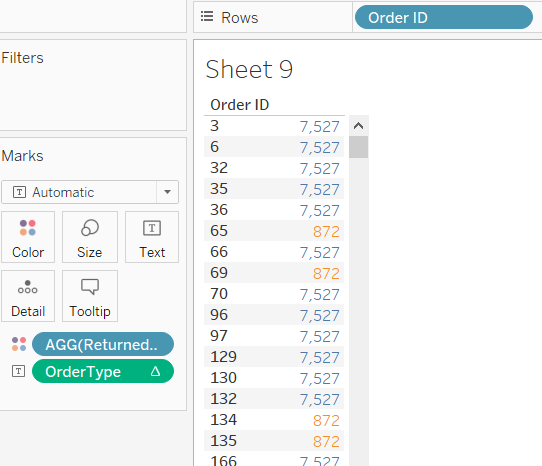 Rows
Order ID
Filters
Marks
T Automatic
Color
Size
T
Text
Detail
Tooltip
AGG(Returned..
T OrderType Δ
Sheet 9
Order ID
3 7,527
6 7,527
32 7,527
35 7,527
36 7,527
65 872
66 7,527
69 872
70 7,527
96 7,527
97 7,527
129 7,527
130 7,527
132 7,527
134 872
135 872
166 7,527